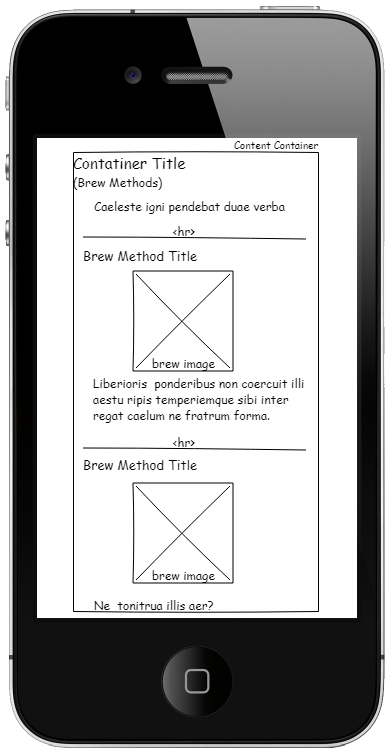 Content Container
Contatiner Title
(Brew Methods)
Caeleste igni pendebat duae verba
<hr>
Brew Method Title
brew image
Liberioris ponderibus non coercuit illi
aestu ripis temperiemque sibi inter
regat caelum ne fratrum forma.
<hr>
Brew Method Title
brew image
Ne tonitrua illis aer?